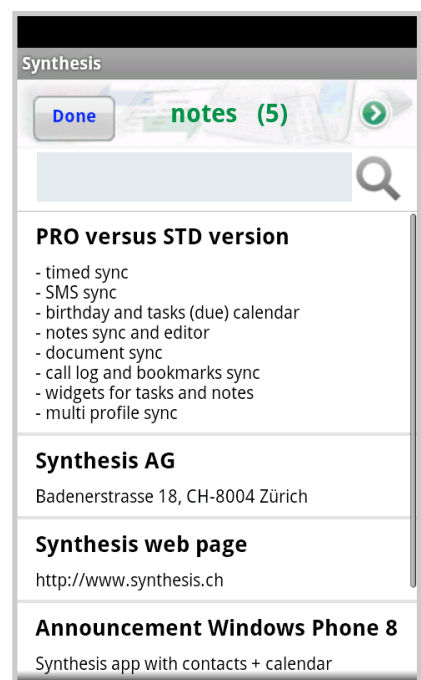 Synthesis
Done
notes (5)
PRO versus STD version
- timed sync
- SMS sync
- birthday and tasks (due) calendar
- notes sync and editor
- document sync
- call log and bookmarks sync
- widgets for tasks and notes
- multi profile sync
Synthesis AG
Badenerstrasse 18, CH-8004 Zürich
Synthesis web page
http://www.synthesis.ch
Announcement Windows Phone 8
Synthesis app with contacts + calendar